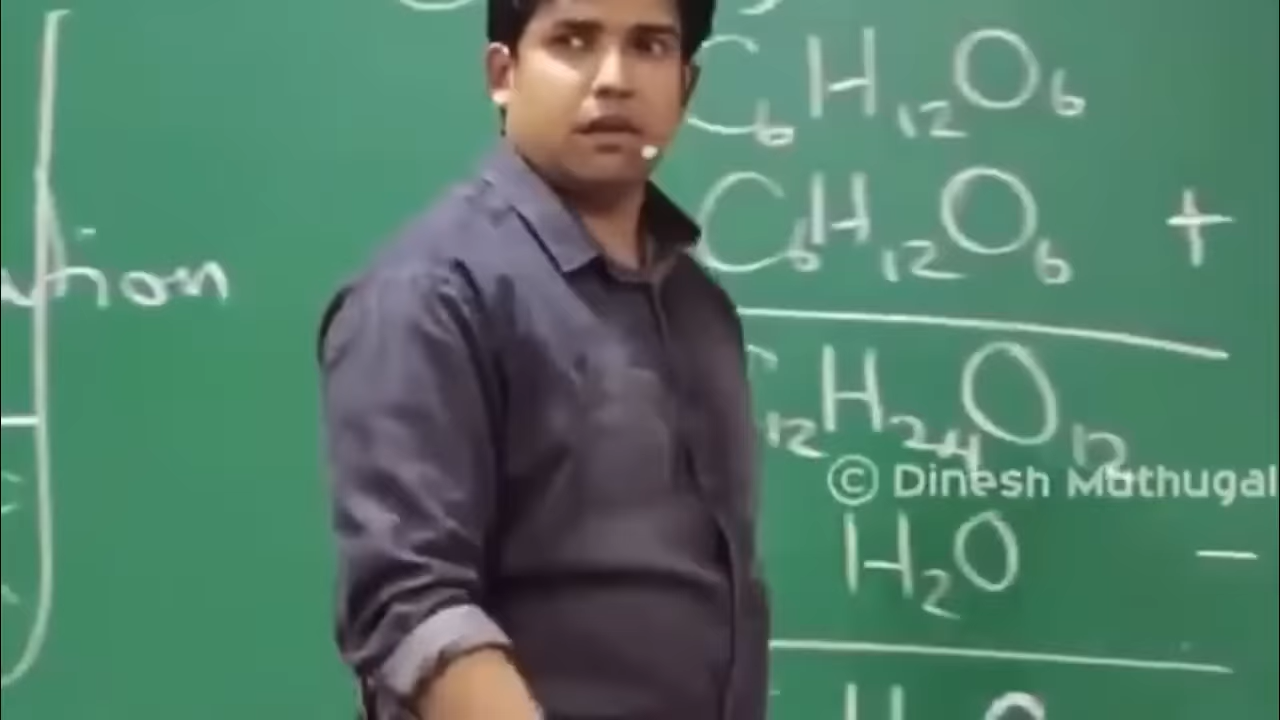 C6H12O6
C6H12O6 +
C12H24O12
© Dinesh Muthugal
H2O −